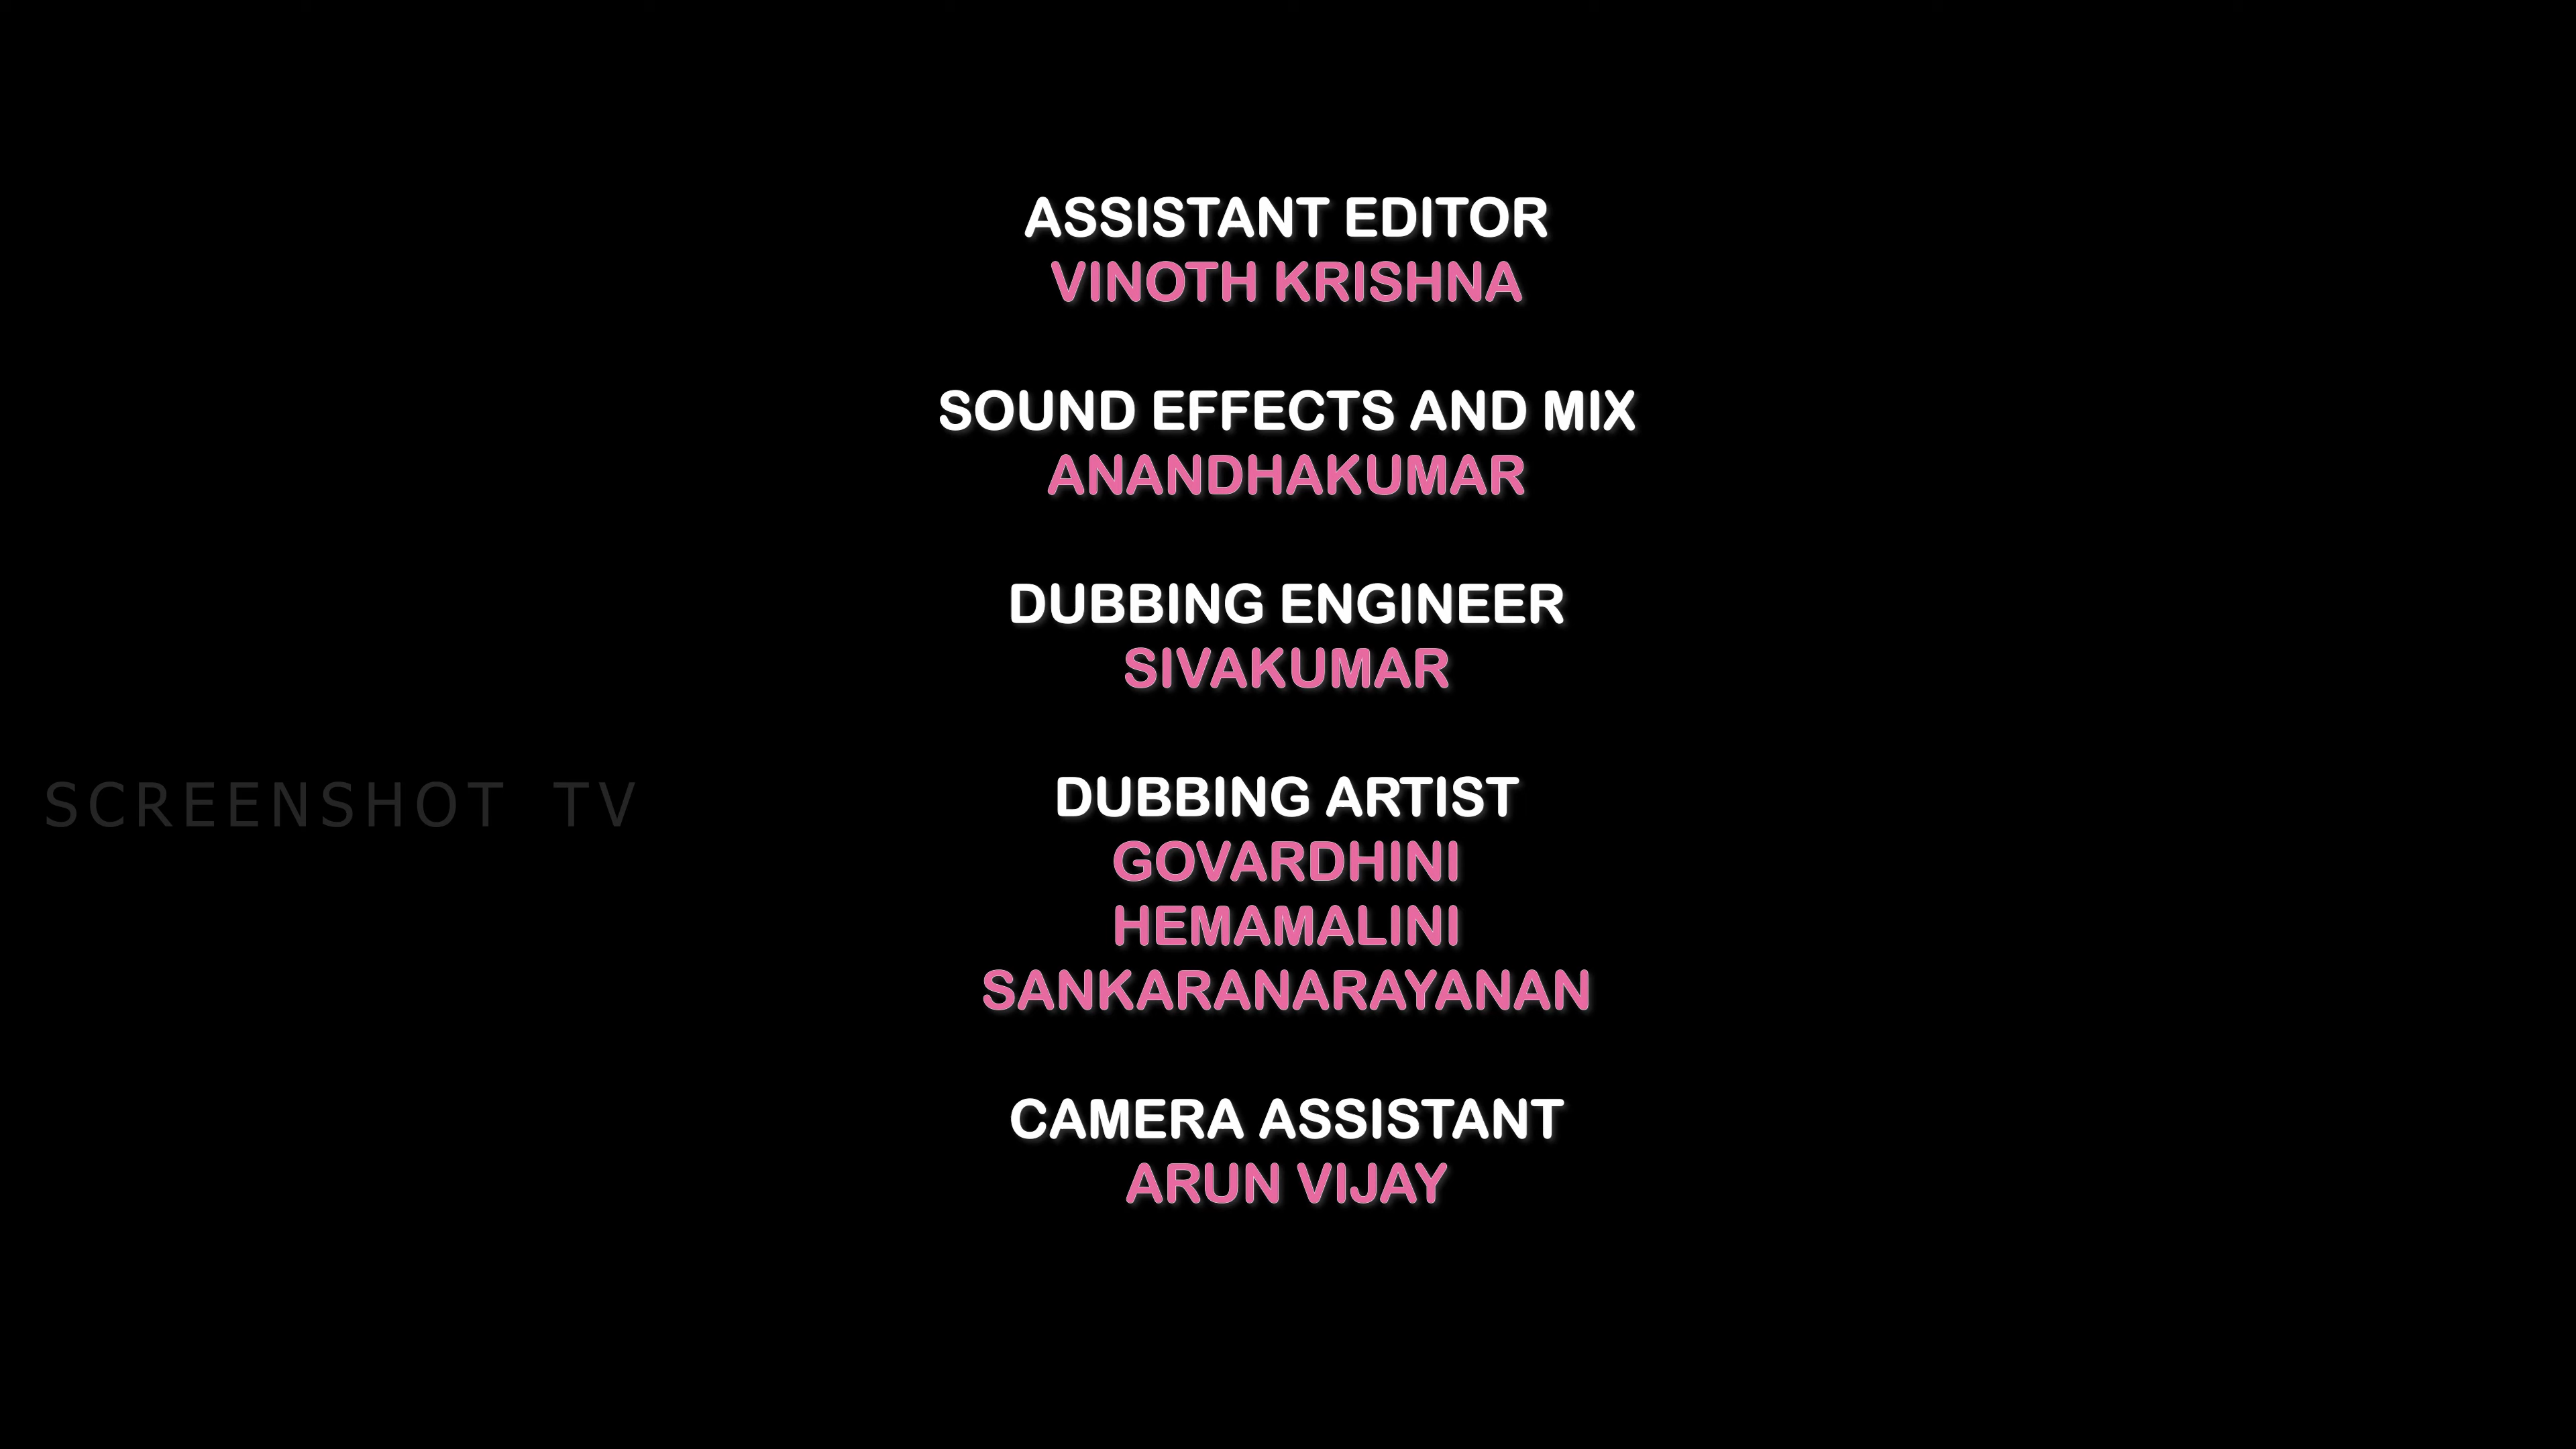 ASSISTANT EDITOR
VINOTH KRISHNA
SOUND EFFECTS AND MIX
ANANDHAKUMAR
DUBBING ENGINEER
SIVAKUMAR
SCREENSHOT TV
DUBBING ARTIST
GOVARDHINI
HEMAMALINI
SANKARANARAYANAN
CAMERA ASSISTANT
ARUN VIJAY